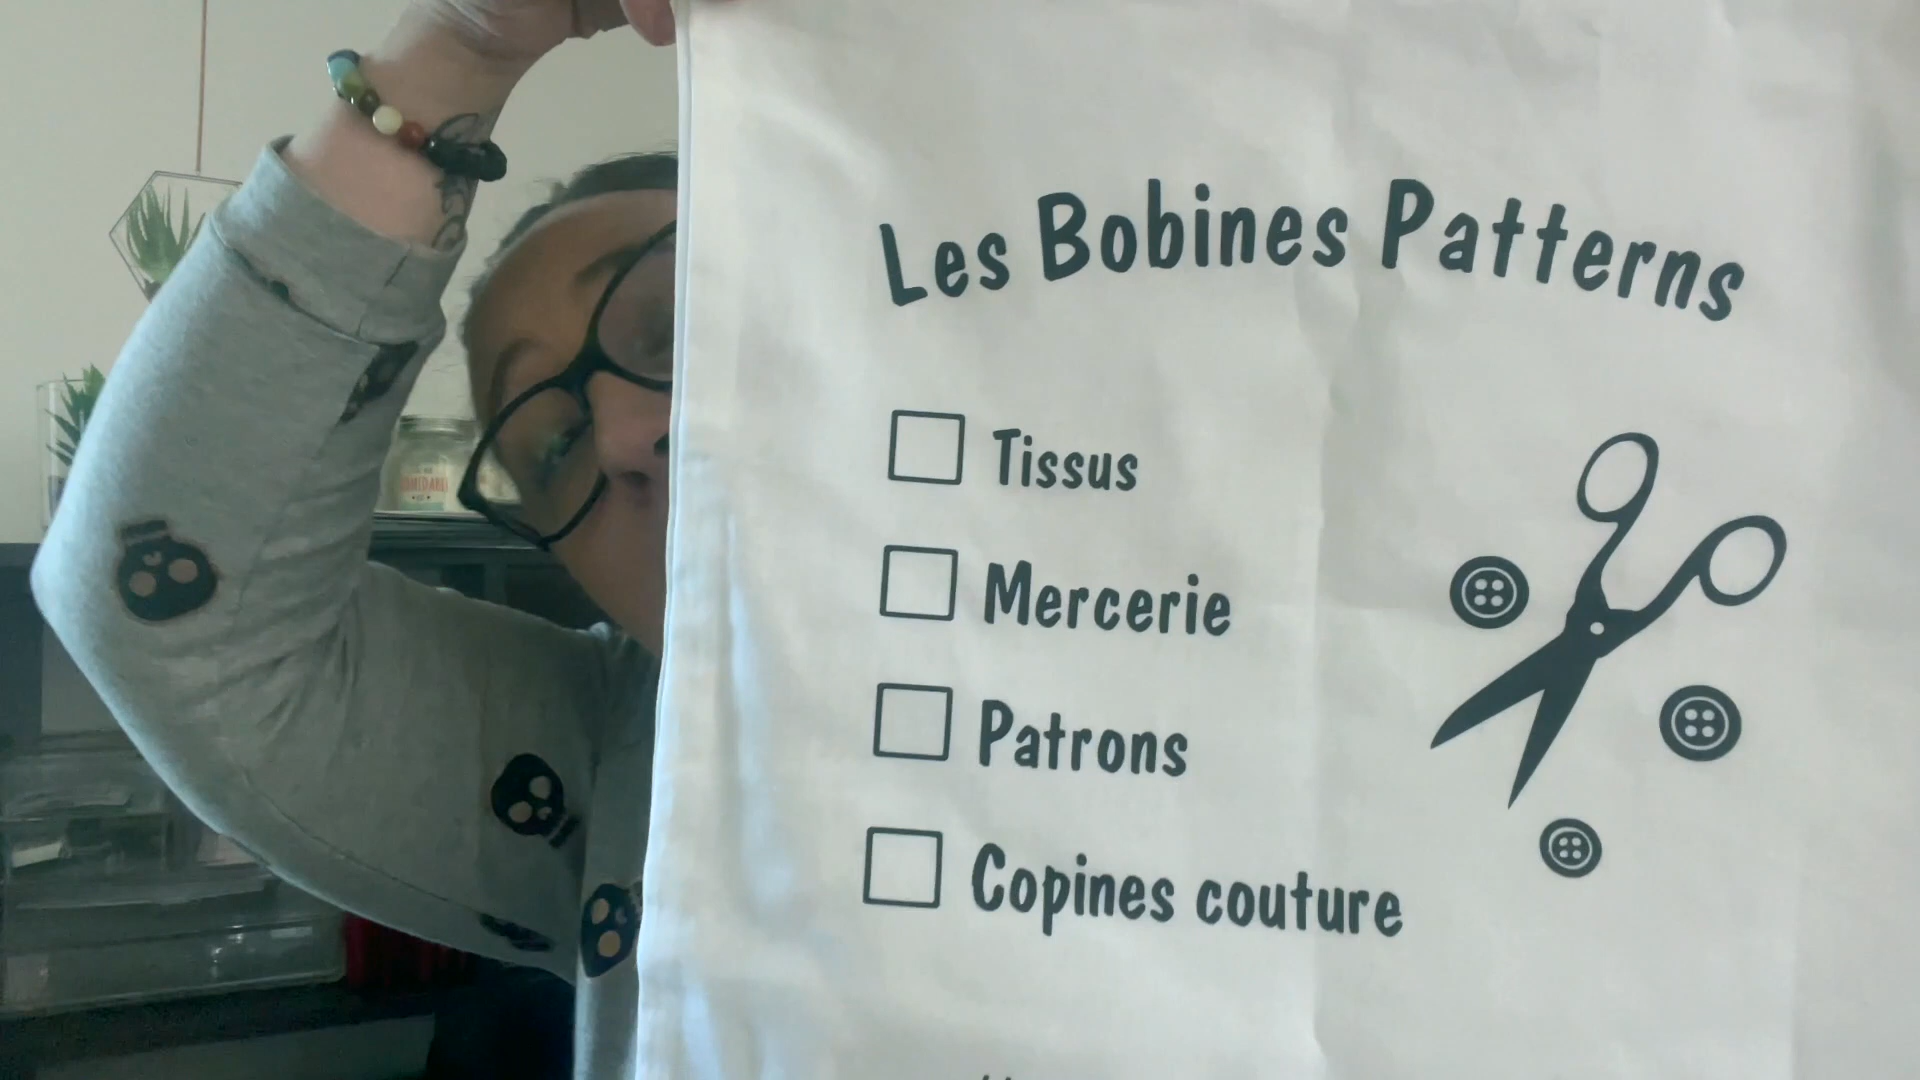 Les Bobines Patterns
Tissus
Mercerie
Patrons
Copines couture